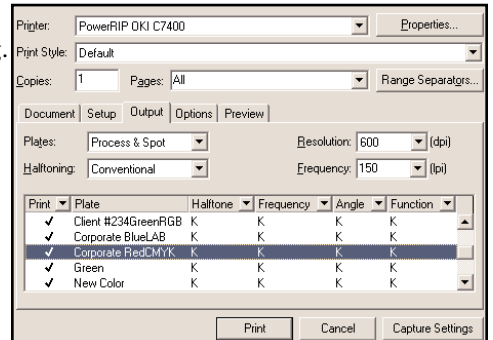 g.
Printer: PowerRIP OKI C7400 Properties...
Print Style: Default
Copies: 1 Pages: All Range Separators...
Document Setup Output Options Preview
Plates: Process & Spot Resolution: 600 (dpi)
Halftoning: Conventional Frequency: 150 (lpi)
Print Plate Halftone Frequency Angle Function
✓ Client #234GreenRGB K K K K
✓ Corporate BlueLAB K K K K
✓ Corporate RedCMYK K K K K
✓ Green K K K K
✓ New Color K K K K
Print Cancel Capture Settings